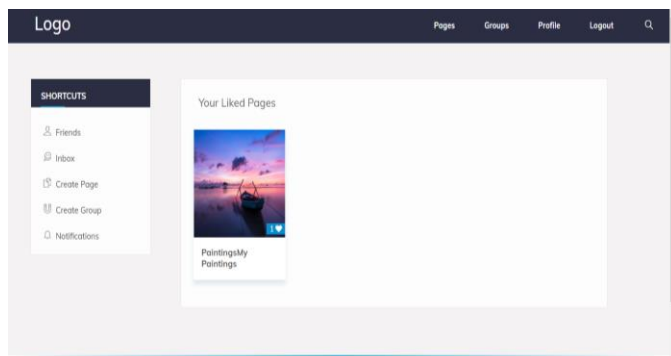 Logo
Pages Groups Profile Logout
SHORTCUTS
Friends
Inbox
Create Page
Create Group
Notifications
Your Liked Pages
1
PaintingsMy
Paintings